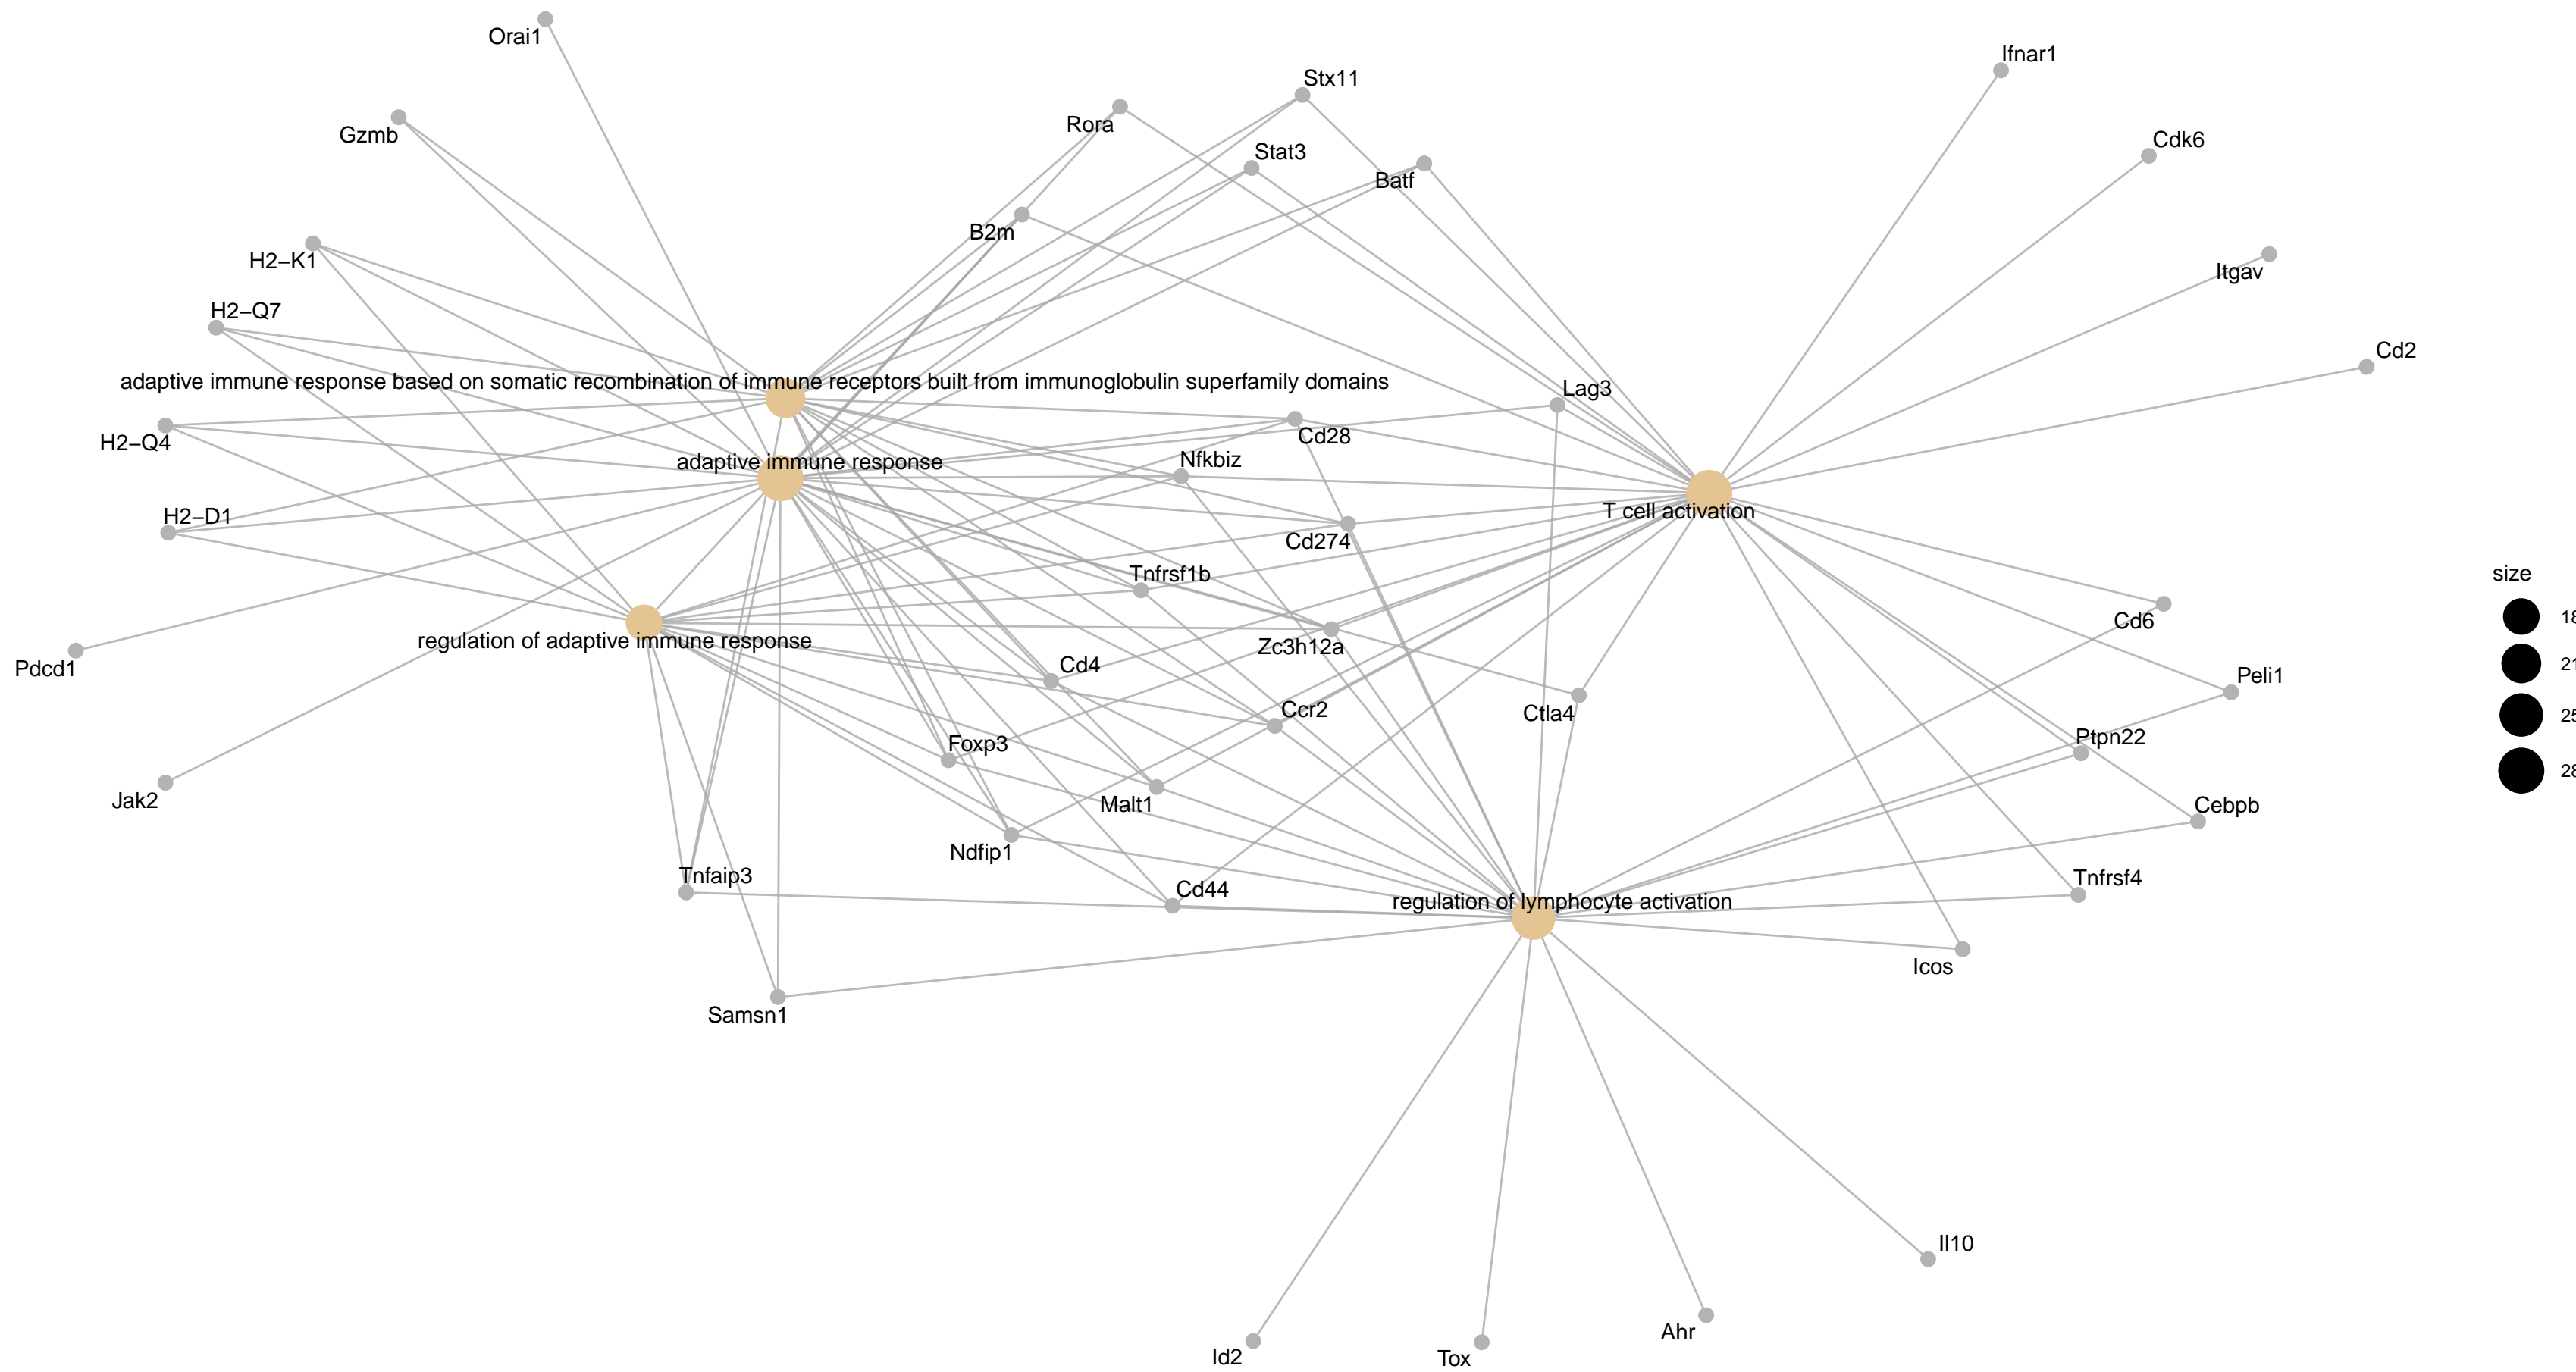 Orai1
Ifnar1
Stx11
Rora
Gzmb
Cdk6
Stat3
Batf
B2m
H2−K1
Itgav
H2−Q7
Cd2
adaptive immune response based on somatic recombination of immune receptors built from immunoglobulin superfamily domains
Lag3
Cd28
H2−Q4
adaptive immune response
Nfkbiz
T cell activation
H2−D1
Cd274
Tnfrsf1b
size
18
Cd6
regulation of adaptive immune response
Zc3h12a
21
Cd4
Pdcd1
Peli1
Ccr2
Ctla4
25
Ptpn22
Foxp3
28
Jak2
Malt1
Cebpb
Ndfip1
Tnfaip3
Tnfrsf4
Cd44
regulation of lymphocyte activation
Icos
Samsn1
Il10
Ahr
Id2
Tox